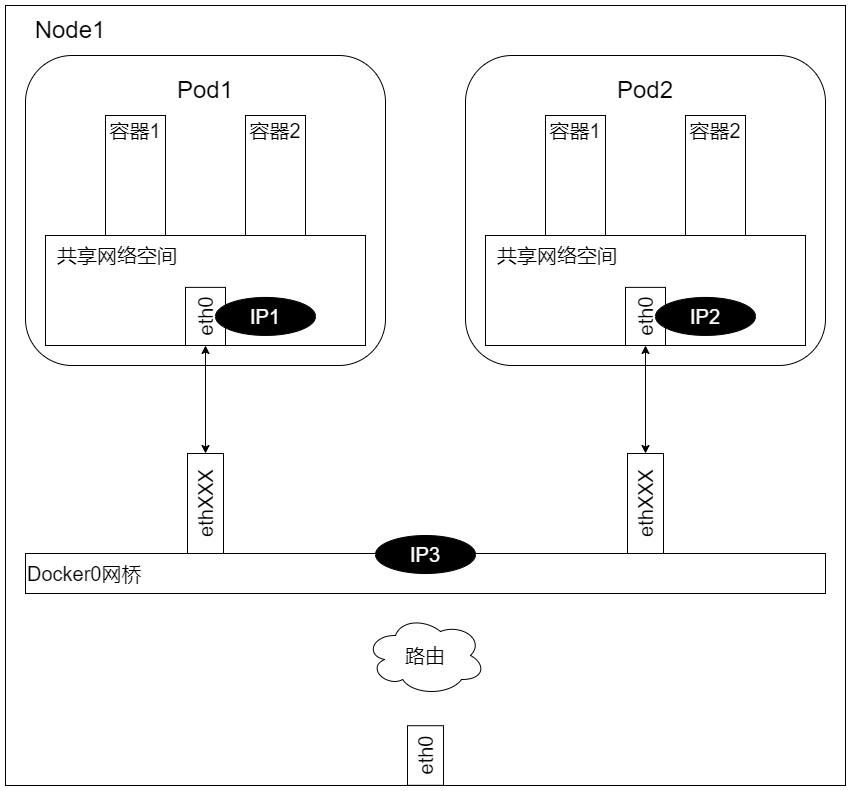 Node1
Pod1
Pod2
容器1
容器2
容器1
容器2
共享网络空间
共享网络空间
eth0
IP1
eth0
IP2
ethXXX
ethXXX
IP3
Docker0网桥
路由
eth0